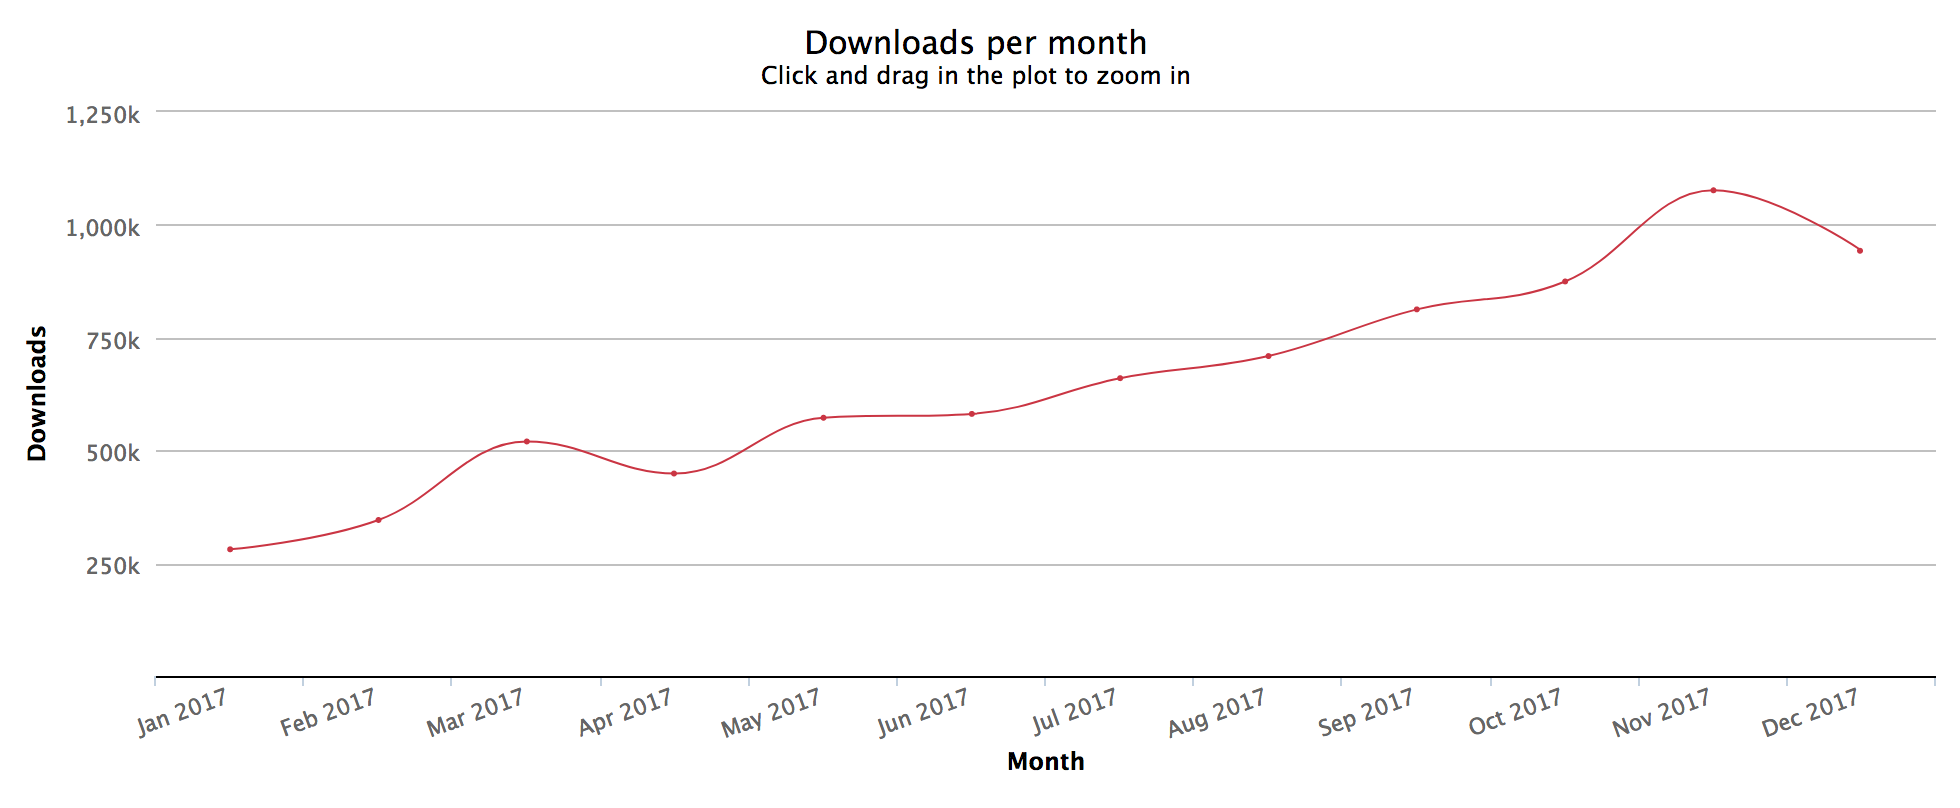 Downloads per month
Click and drag in the plot to zoom in
1,250k
1,000k
750k
500k
250k
Downloads
Jan 2017
Feb 2017
Mar 2017
Apr 2017
May 2017
Jun 2017
Jul 2017
Aug 2017
Sep 2017
Oct 2017
Nov 2017
Dec 2017
Month